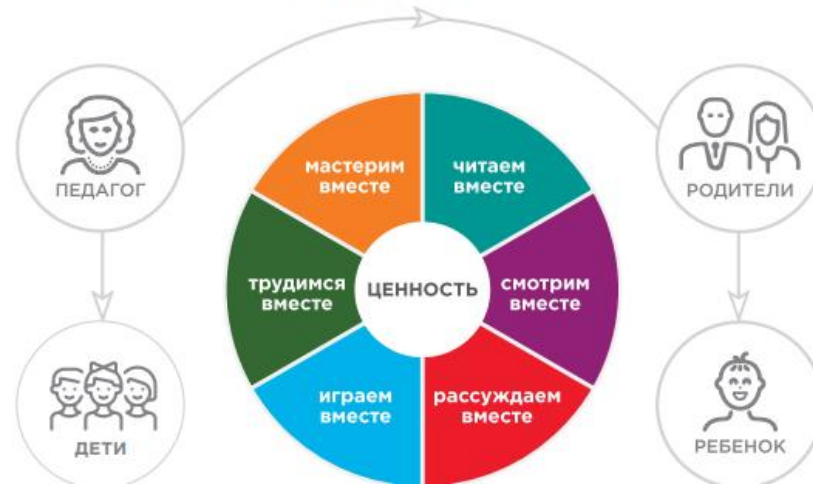 мастерим
вместе
читаем
вместе
ПЕДАГОГ
РОДИТЕЛИ
трудимся
вместе
ЦЕННОСТЬ
смотрим
вместе
играем
вместе
рассуждаем
вместе
ДЕТИ
РЕБЕНОК